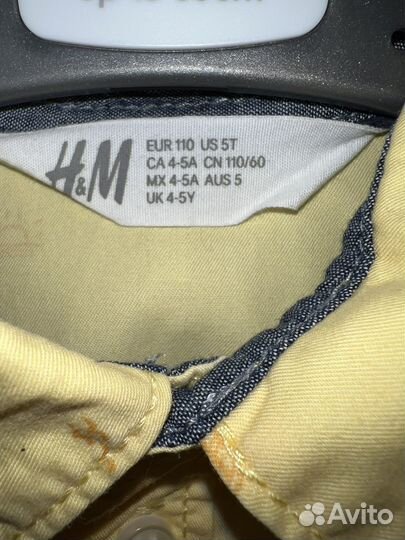 H&M
EUR 110 US 5T
CA 4-5A CN 110/60
MX 4-5A AUS 5
UK 4-5Y
Avito